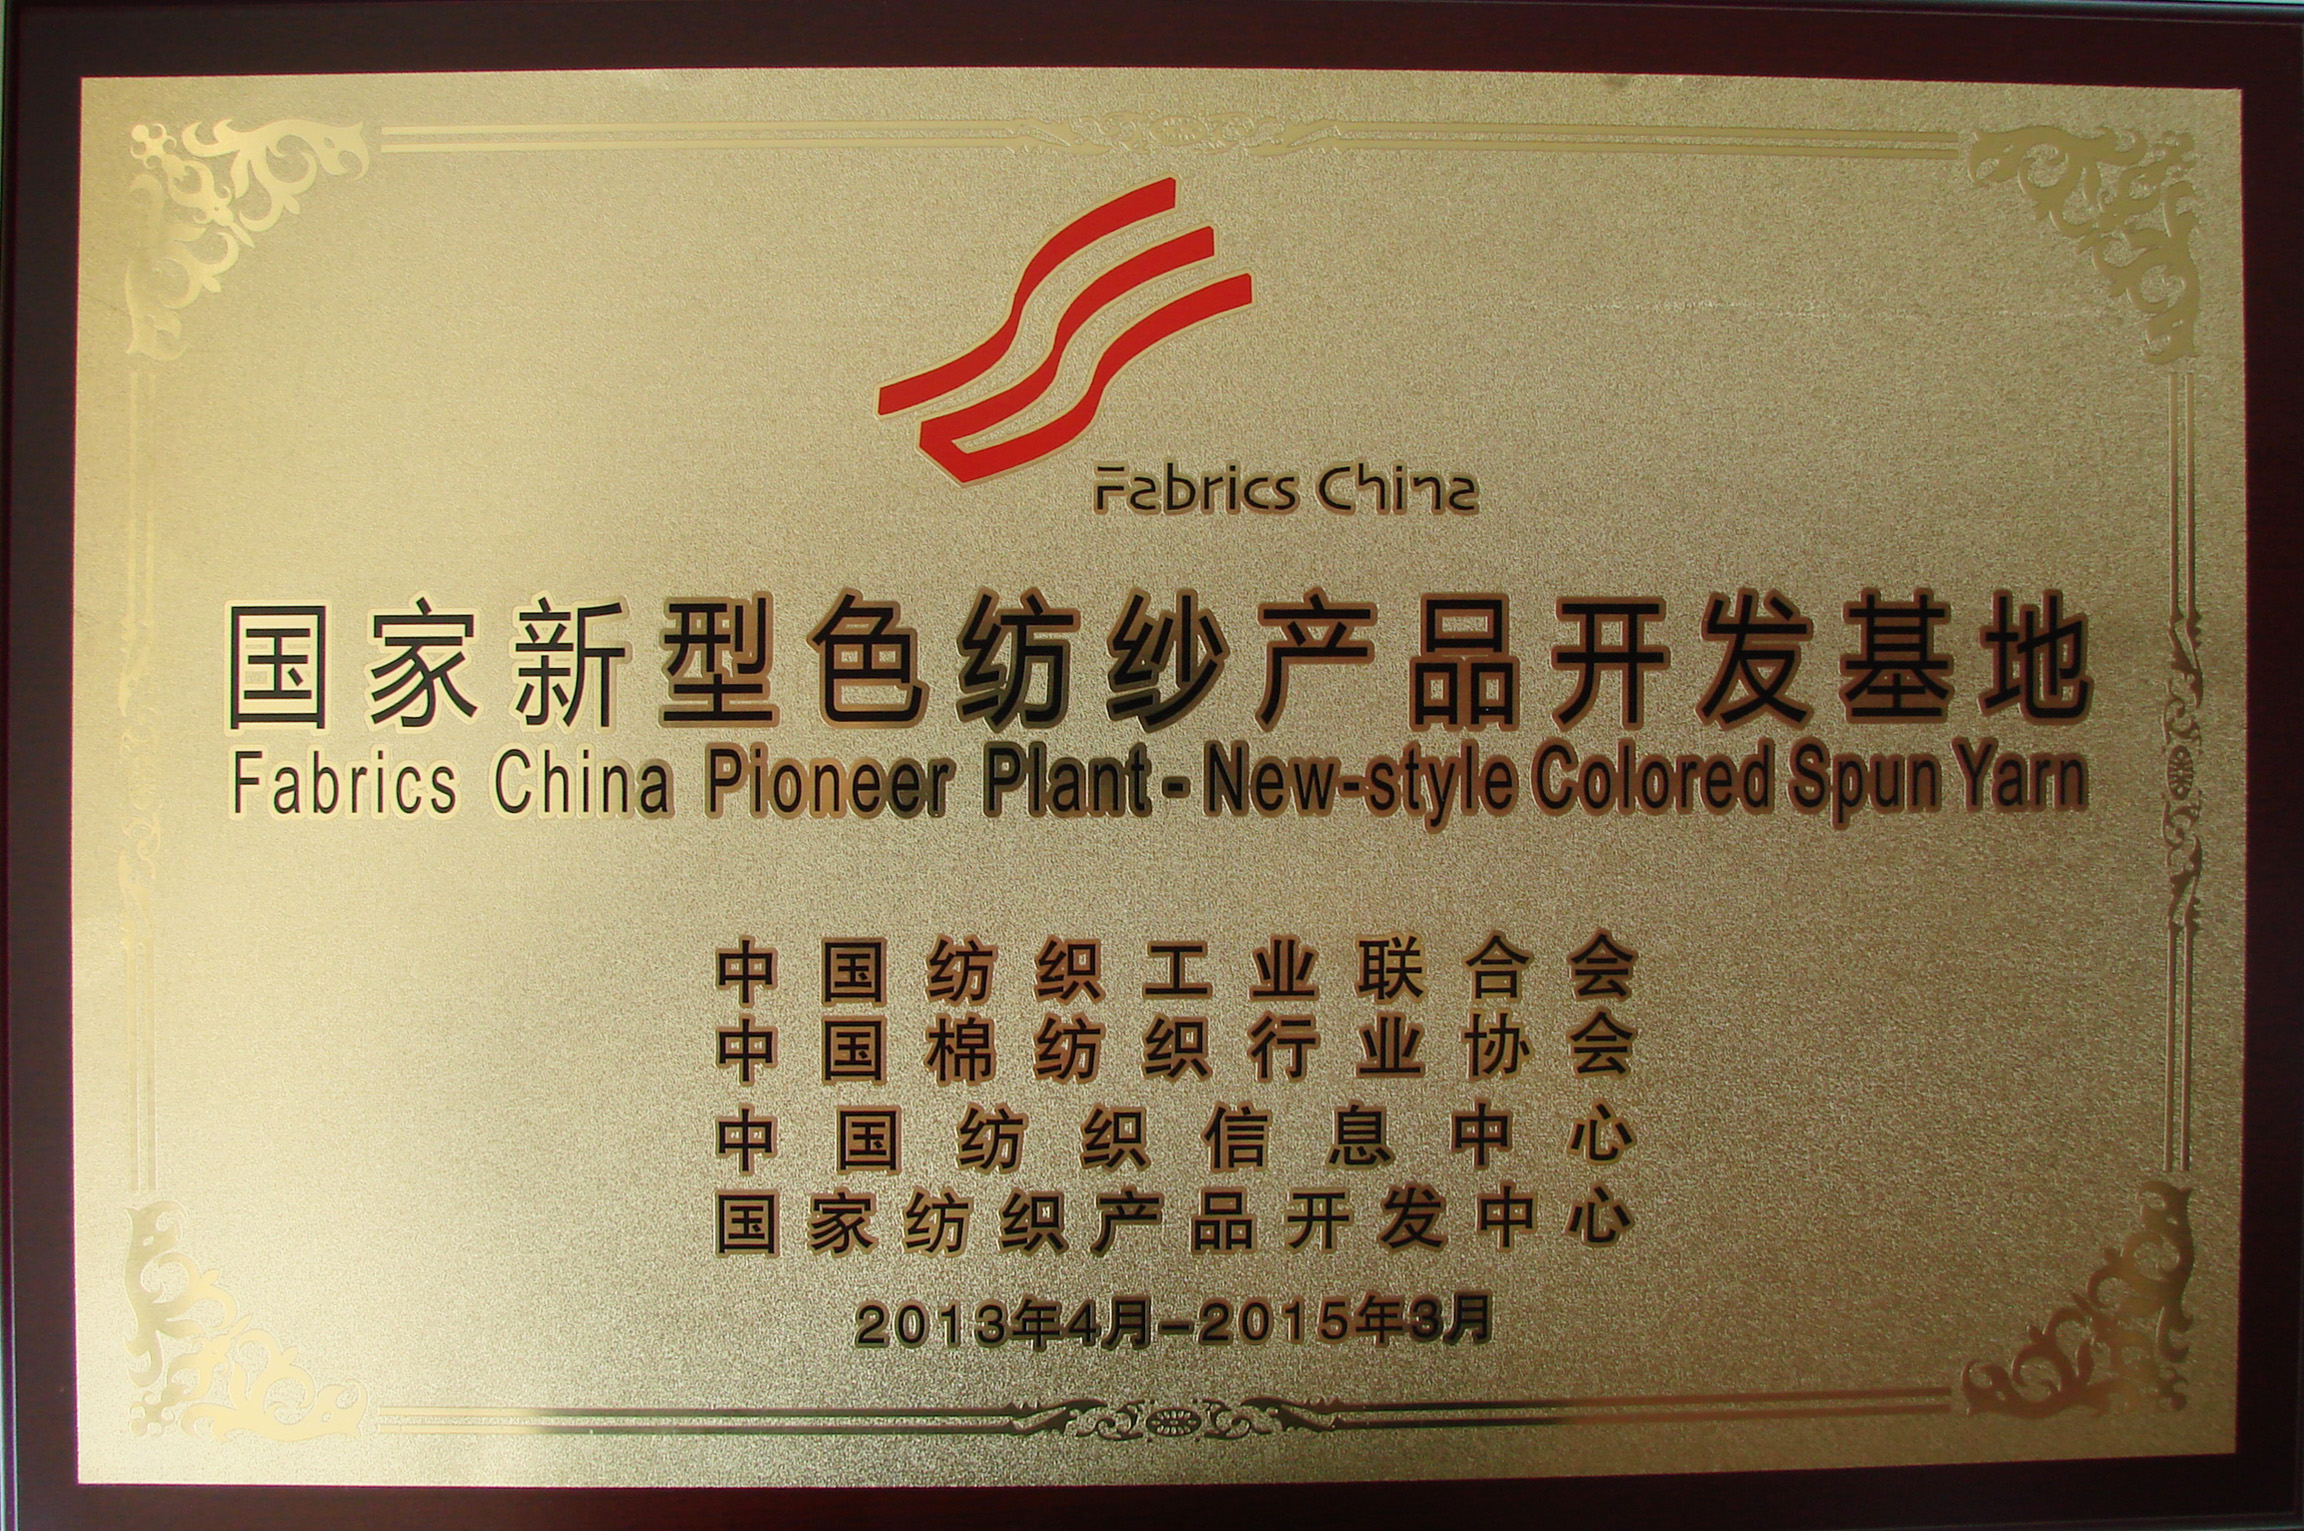 Fabrics China
国家新型色纺纱产品开发基地
Fabrics China Pioneer Plant - New-style Colored Spun Yarn
中国纺织工业联合会
中国棉纺织行业协会
中国纺织信息中心
国家纺织产品开发中心
2013年4月-2015年3月